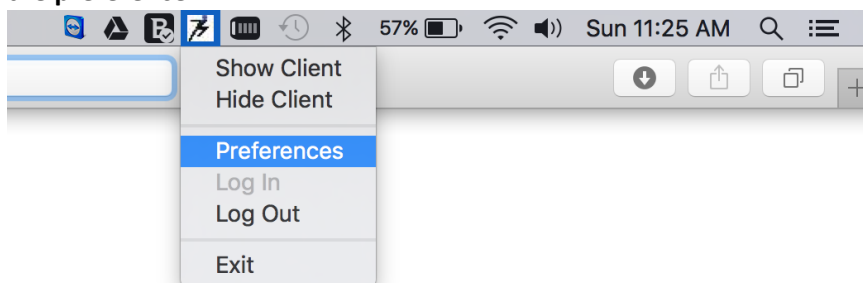 57% Sun 11:25 AM
Show Client
Hide Client
Preferences
Log In
Log Out
Exit